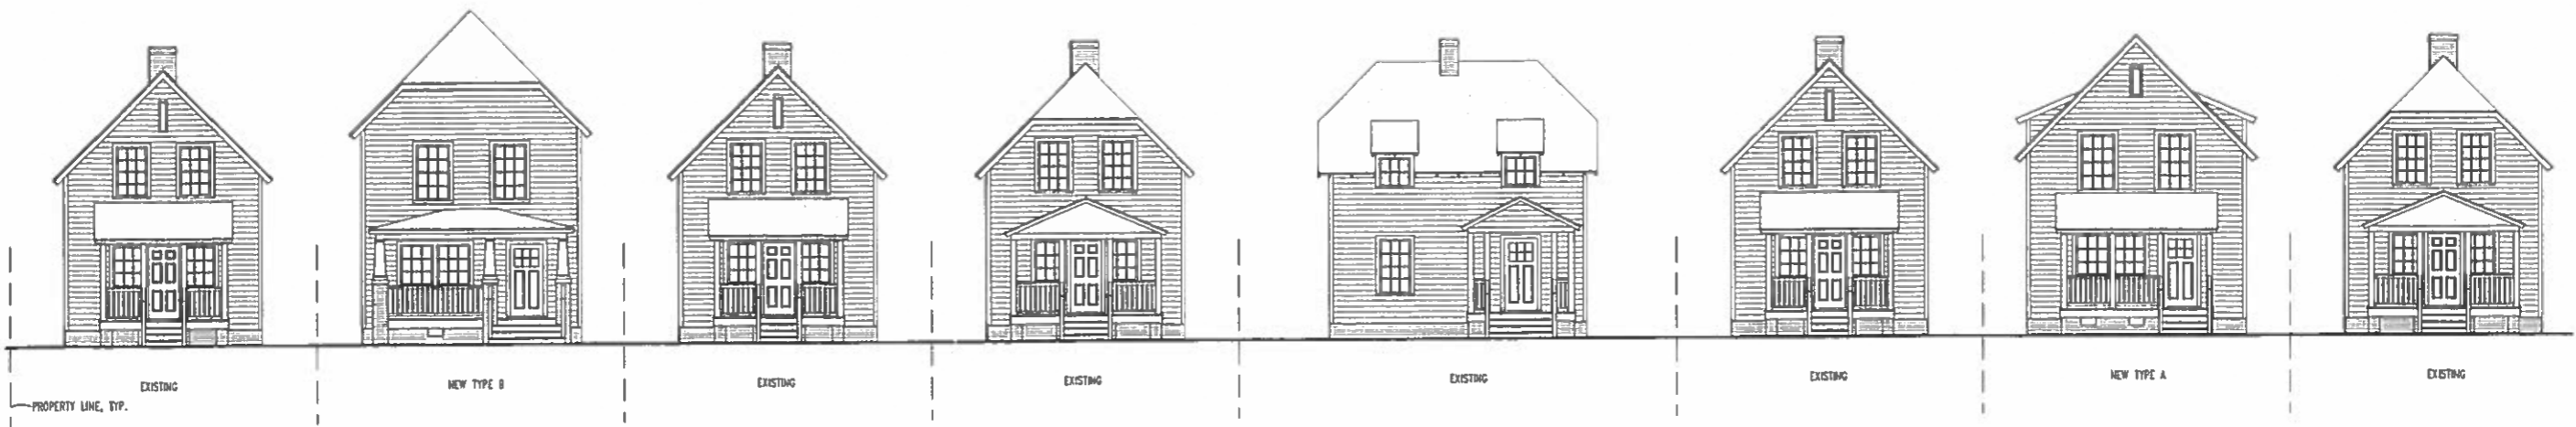 EXISTING
NEW TYPE B
EXISTING
EXISTING
EXISTING
EXISTING
NEW TYPE A
EXISTING
PROPERTY LINE, TYP.